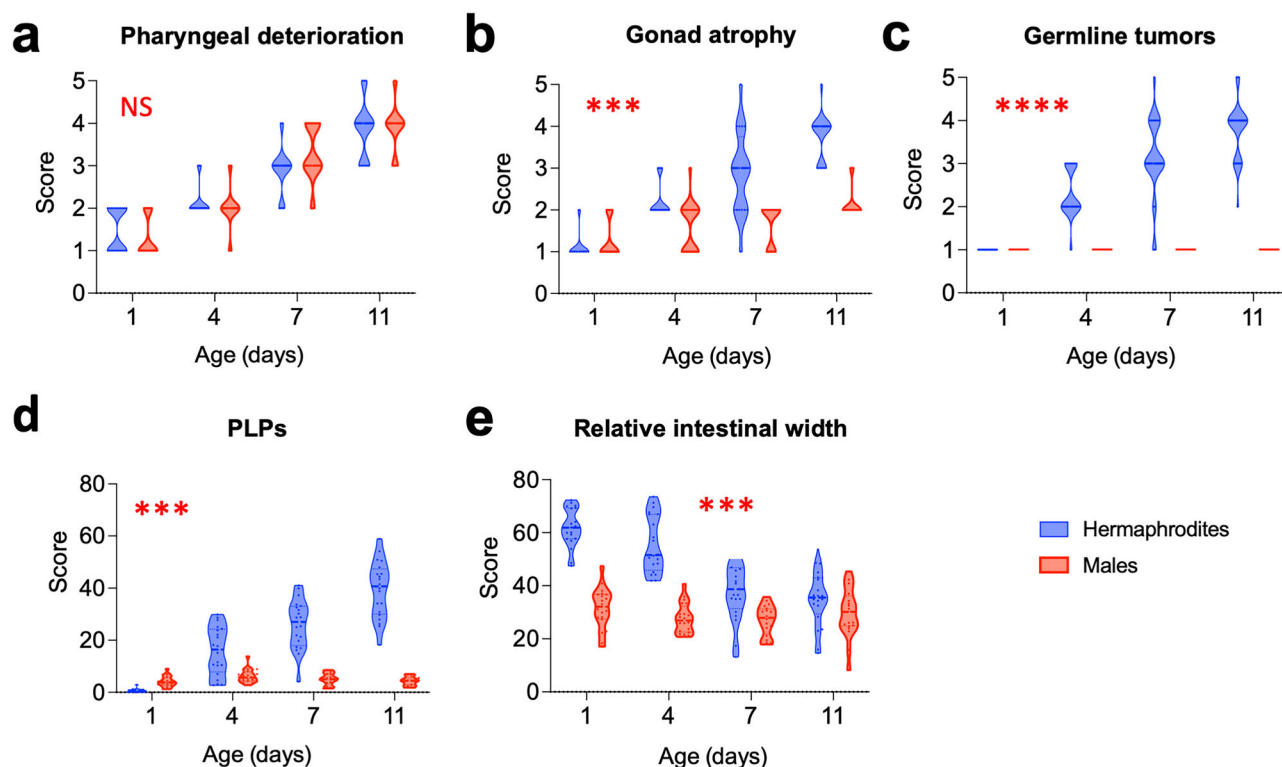 a Pharyngeal deterioration
NS
Score
5
4
3
2
1
0
1 4 7 11
Age (days)
b Gonad atrophy
***
Score
5
4
3
2
1
0
1 4 7 11
Age (days)
c Germline tumors
****
Score
5
4
3
2
1
0
1 4 7 11
Age (days)
d PLPs
***
Score
80
60
40
20
0
1 4 7 11
Age (days)
e Relative intestinal width
***
Score
80
60
40
20
0
1 4 7 11
Age (days)
Hermaphrodites
Males